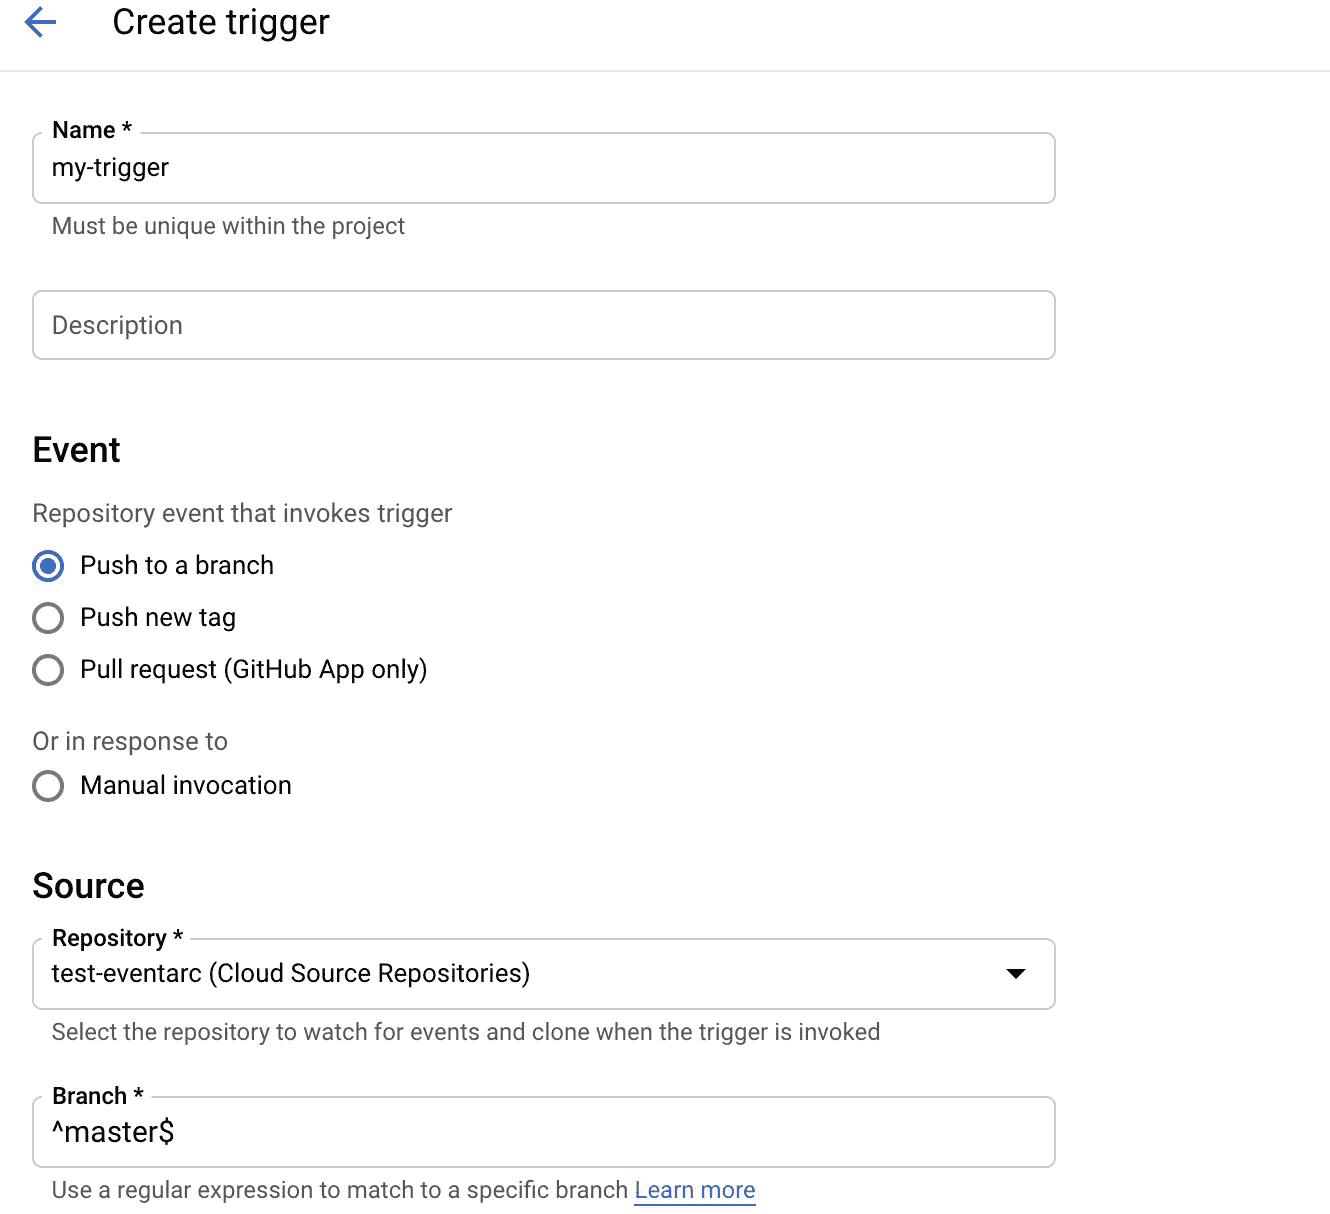 Create trigger
Name *
my-trigger
Must be unique within the project
Description
Event
Repository event that invokes trigger
Push to a branch
Push new tag
Pull request (GitHub App only)
Or in response to
Manual invocation
Source
Repository *
test-eventarc (Cloud Source Repositories)
Select the repository to watch for events and clone when the trigger is invoked
Branch *
^master$
Use a regular expression to match to a specific branch Learn more